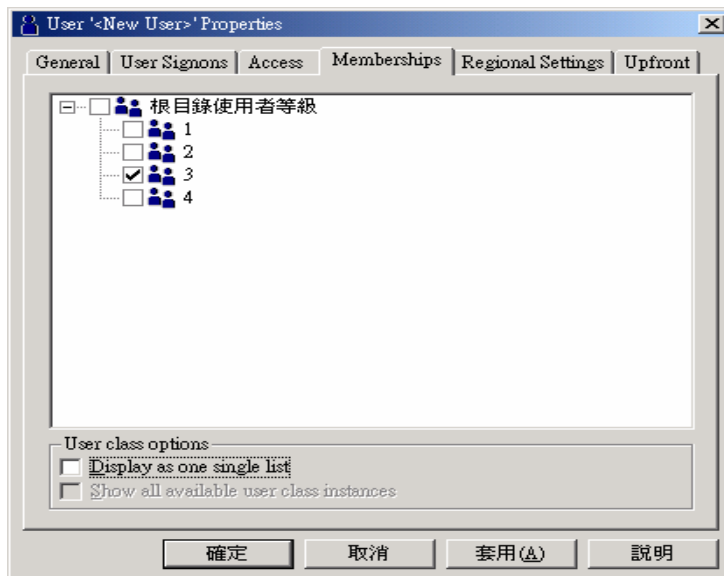 User '<New User>' Properties
General User Signons Access Memberships Regional Settings Upfront
根目錄使用者等級
1
2
3
4
User class options
Display as one single list
Show all available user class instances
確定 取消 套用(A) 說明